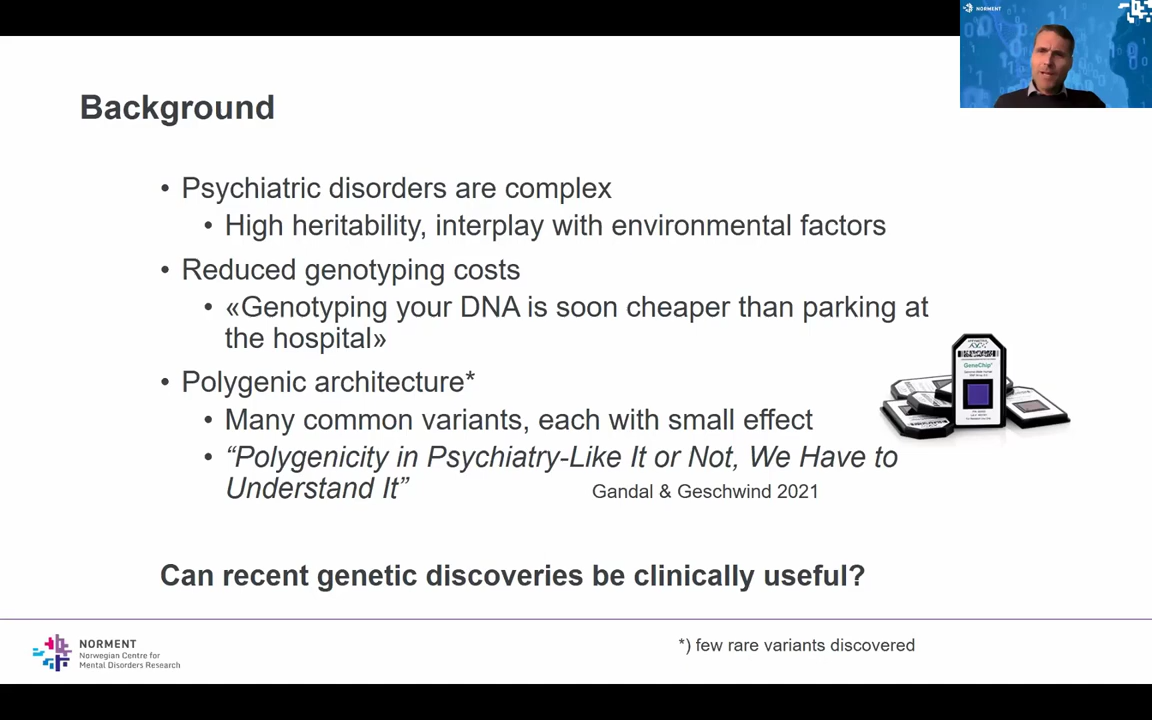 NORMENT
Background
• Psychiatric disorders are complex
• High heritability, interplay with environmental factors
• Reduced genotyping costs
• «Genotyping your DNA is soon cheaper than parking at
the hospital»
• Polygenic architecture*
• Many common variants, each with small effect
• “Polygenicity in Psychiatry-Like It or Not, We Have to
Understand It”
Gandal & Geschwind 2021
GeneChip
Can recent genetic discoveries be clinically useful?
*) few rare variants discovered
NORMENT
Norwegian Centre for
Mental Disorders Research